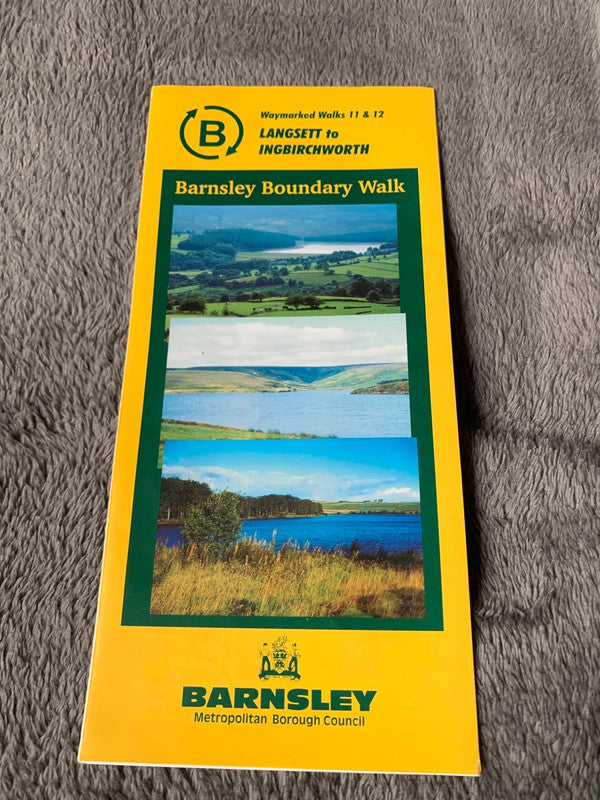 B
Waymarked Walks 11 & 12
LANGSETT to
INGBIRCHWORTH
Barnsley Boundary Walk
BARNSLEY
Metropolitan Borough Council